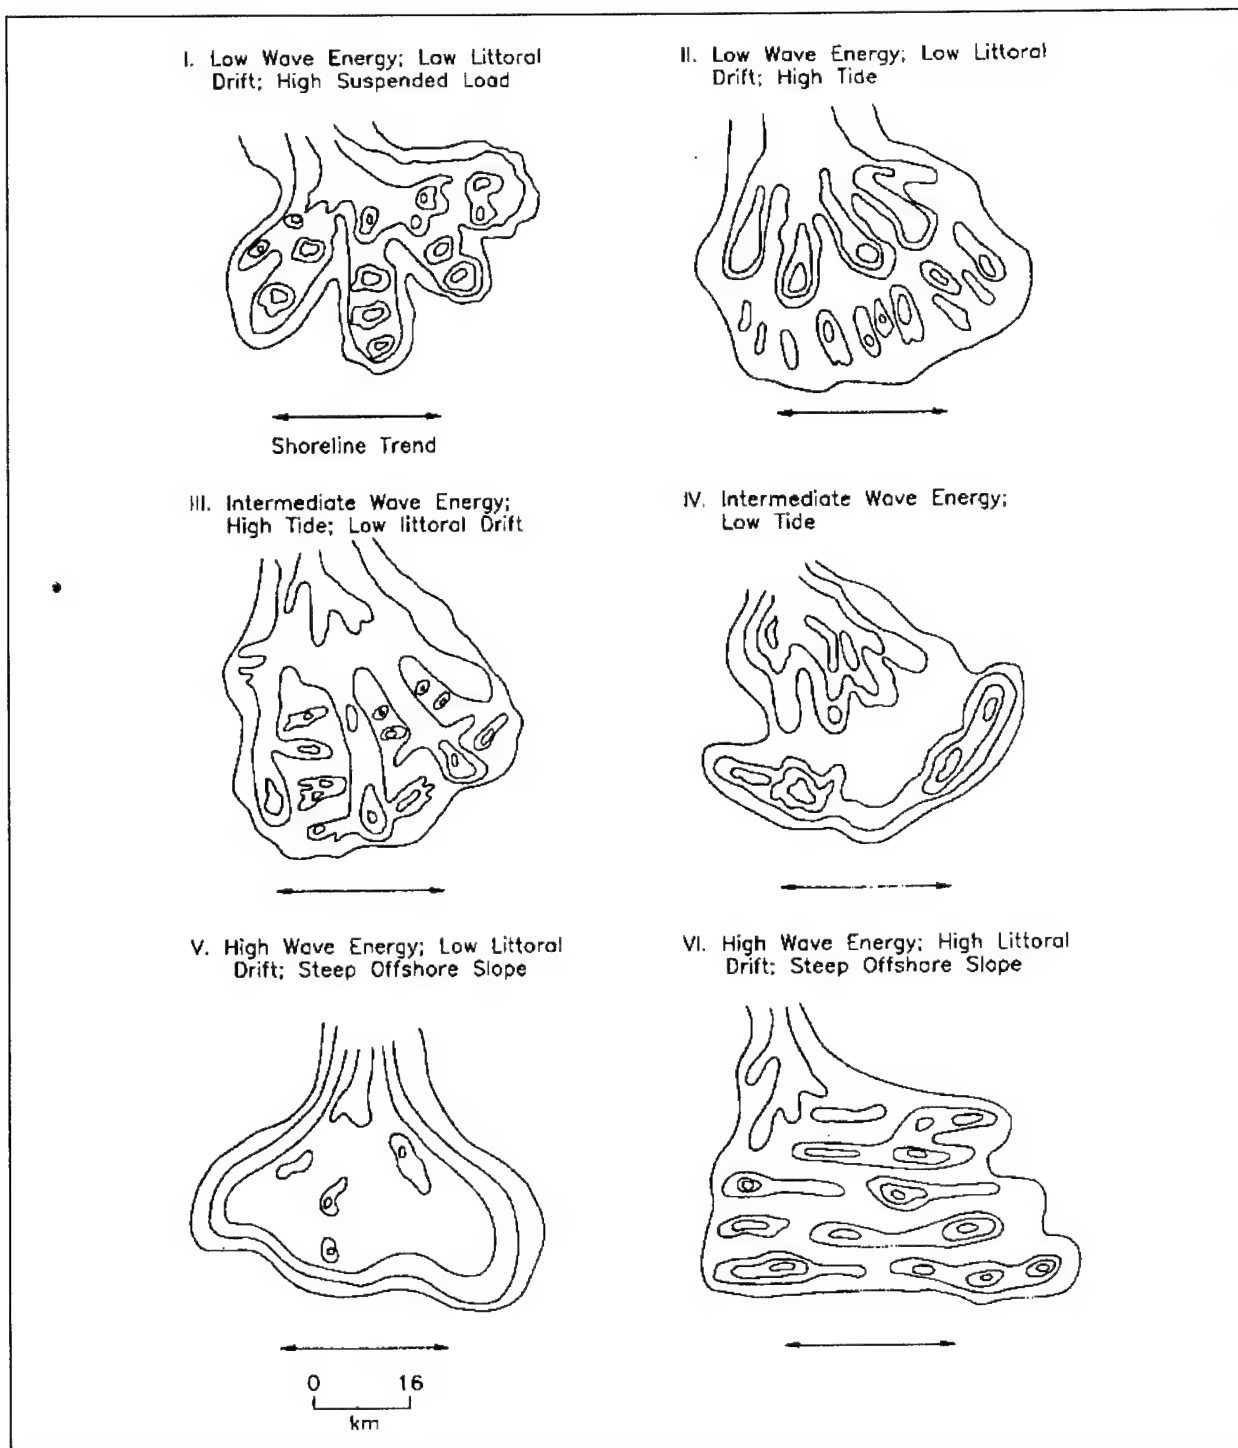 I. Low Wave Energy; Low Littoral
Drift; High Suspended Load
II. Low Wave Energy; Low Littoral
Drift; High Tide
Shoreline Trend
III. Intermediate Wave Energy;
High Tide; Low littoral Drift
IV. Intermediate Wave Energy;
Low Tide
V. High Wave Energy; Low Littoral
Drift; Steep Offshore Slope
VI. High Wave Energy; High Littoral
Drift; Steep Offshore Slope
0 16
km